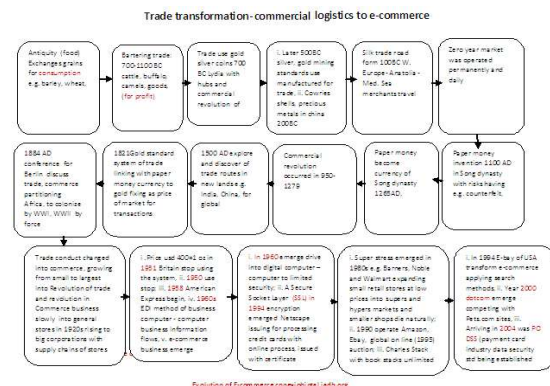 Trade transformation-commercial logistics to e-commerce
Antiquity (food)
Exchanges grains
for consumption
e.g. barley, wheat,
Bartering trade
700-1100BC
cattle, buffalo,
camels, goods,
(for profit)
Trade use gold
silver coins 700
BC Lydia with
hubs and
commercial
revolution of
i. Later 500BC
silver, gold mining
standards use
manufactured for
trade, ii. Cowries
shells, precious
metals in china
200BC
Silk trade road
form 100BC W.
Europe- Anatolia -
Med. Sea
merchants travel
Zero year market
was operated
permanently and
daily
1884 AD
conference for
Berlin discuss
trade, commerce
partitioning
Africa, to colonise
by WWI, WWII by
force
1821Gold standard
system of trade
linking with paper
money currency to
gold fixing as price
of market for
transactions.
1500 AD explore
and discover of
trade routes in
new lands e.g.
India, China, for
global
Commercial
revolution
occurred in 950-
1279
Paper money
become
currency of
Song dynasty
1265AD,
Paper money
invention 1100 AD
in Song dynasty
with risks having
e.g. counterfeit.
Trade conduct changed
into commerce, growing
from small to largest
into Revolution of trade
and revolution in
Commerce business
slowly into general
stores in 1920s rising to
big corporations with
supply chains of stores
i. Price usd 400=1 oz in
1931 Britain stop using
the system, ii. 1950 use
stop iii. 1958 American
Express begin, iv. 1960s
EDI method of business
computer - computer
business information
flows, v. e-commerce
business emerge
i. In 1960 emerge drive
into digital computer –
computer to limited
security; ii. A Secure
Socket Layer (SSL) in
1994 encryption
emerged Netscape
issuing for processing
credit cards with
online process, issued
with certificate
i. Super stress emerged in
1980s e.g. Barners, Noble
and Walmart expanding
small retail stores at low
prices into supers and
hypers markets and
smaller shops die naturally;
ii. 1990 operate Amazon,
Ebay, global on line (1995)
auction; iii. Charles Stack
with book stacks unlimited
i. In 1994 E-bay of USA
transform e-commerce
applying search
methods, ii. Year 2000
dotcom emerge
competing with
Pets.com sites, iii.
Arriving in 2004 was PCI
DSS (payment card
industry data security
std being established